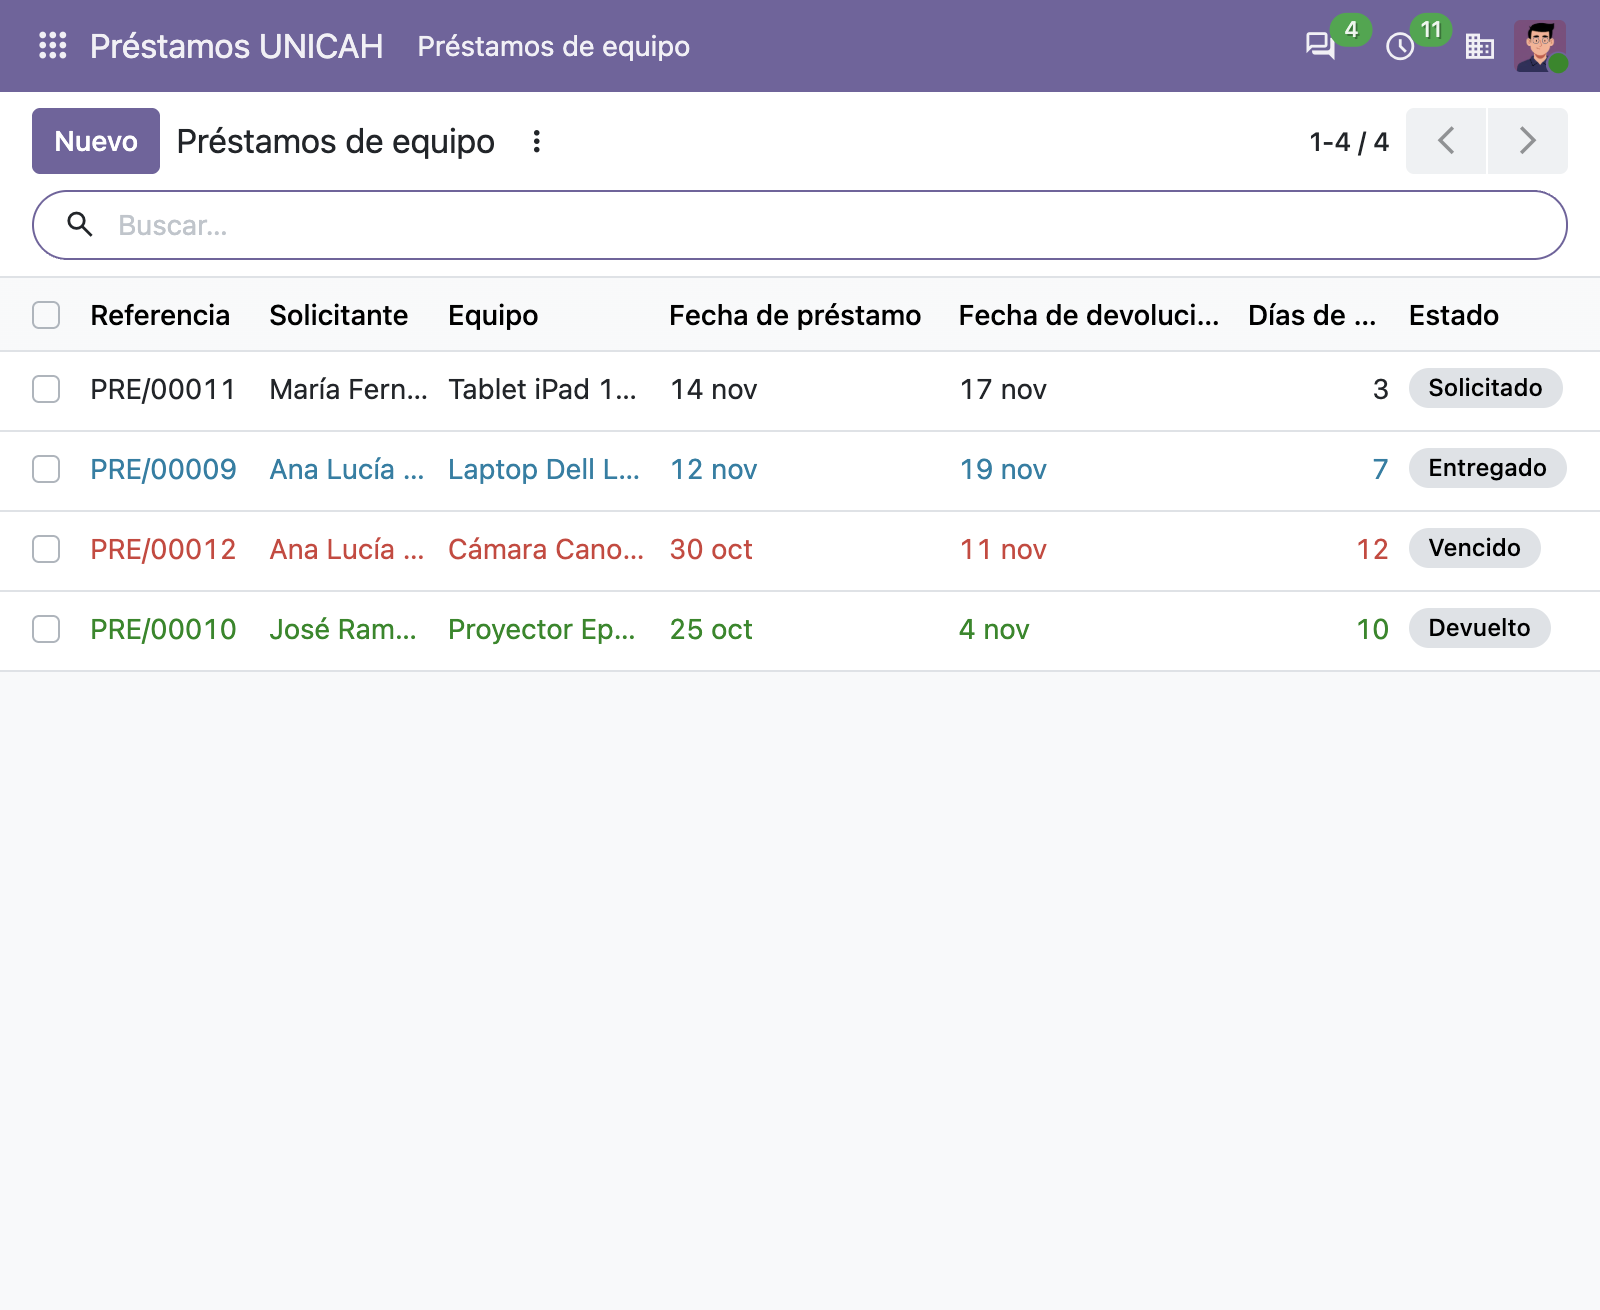 Préstamos UNICAH Préstamos de equipo 4 11
Nuevo Préstamos de equipo 1-4 / 4
Buscar...
Referencia Solicitante Equipo Fecha de préstamo Fecha de devoluci... Días de ... Estado
PRE/00011 María Fern... Tablet iPad 1... 14 nov 17 nov 3 Solicitado
PRE/00009 Ana Lucía ... Laptop Dell L... 12 nov 19 nov 7 Entregado
PRE/00012 Ana Lucía ... Cámara Cano... 30 oct 11 nov 12 Vencido
PRE/00010 José Ram... Proyector Ep... 25 oct 4 nov 10 Devuelto